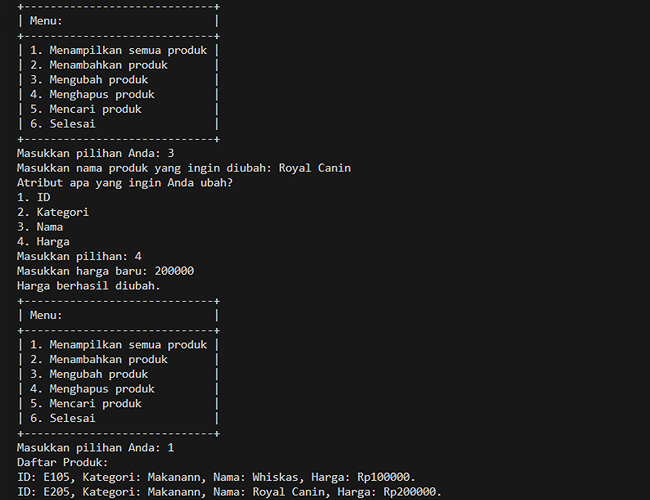 +-----------------------------+
| Menu:                       |
+-----------------------------+
| 1. Menampilkan semua produk |
| 2. Menambahkan produk       |
| 3. Mengubah produk          |
| 4. Menghapus produk         |
| 5. Mencari produk           |
| 6. Selesai                  |
+-----------------------------+
Masukkan pilihan Anda: 3
Masukkan nama produk yang ingin diubah: Royal Canin
Atribut apa yang ingin Anda ubah?
1. ID
2. Kategori
3. Nama
4. Harga
Masukkan pilihan: 4
Masukkan harga baru: 200000
Harga berhasil diubah.
+-----------------------------+
| Menu:                       |
+-----------------------------+
| 1. Menampilkan semua produk |
| 2. Menambahkan produk       |
| 3. Mengubah produk          |
| 4. Menghapus produk         |
| 5. Mencari produk           |
| 6. Selesai                  |
+-----------------------------+
Masukkan pilihan Anda: 1
Daftar Produk:
ID: E105, Kategori: Makanann, Nama: Whiskas, Harga: Rp100000.
ID: E205, Kategori: Makanann, Nama: Royal Canin, Harga: Rp200000.